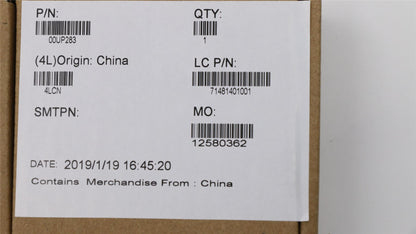 P/N: QTY:
00UP283 1
(4L)Origin: China LC P/N:
4LCN 71481401001
SMTPN: MO:
12580362
DATE: 2019/1/19 16:45:20
Contains Merchandise From : China